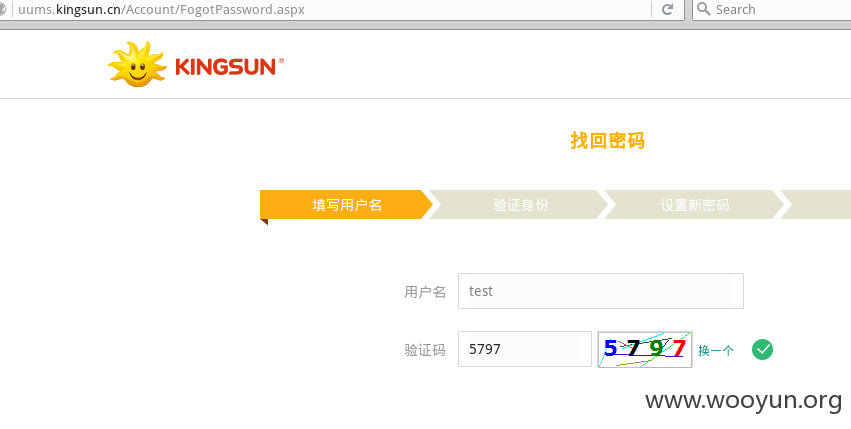 uums.kingsun.cn/Account/FogotPassword.aspx
Search
KINGSUN®
找回密码
填写用户名
验证身份
设置新密码
用户名
test
验证码
5797
5797
换一个
www.wooyun.org